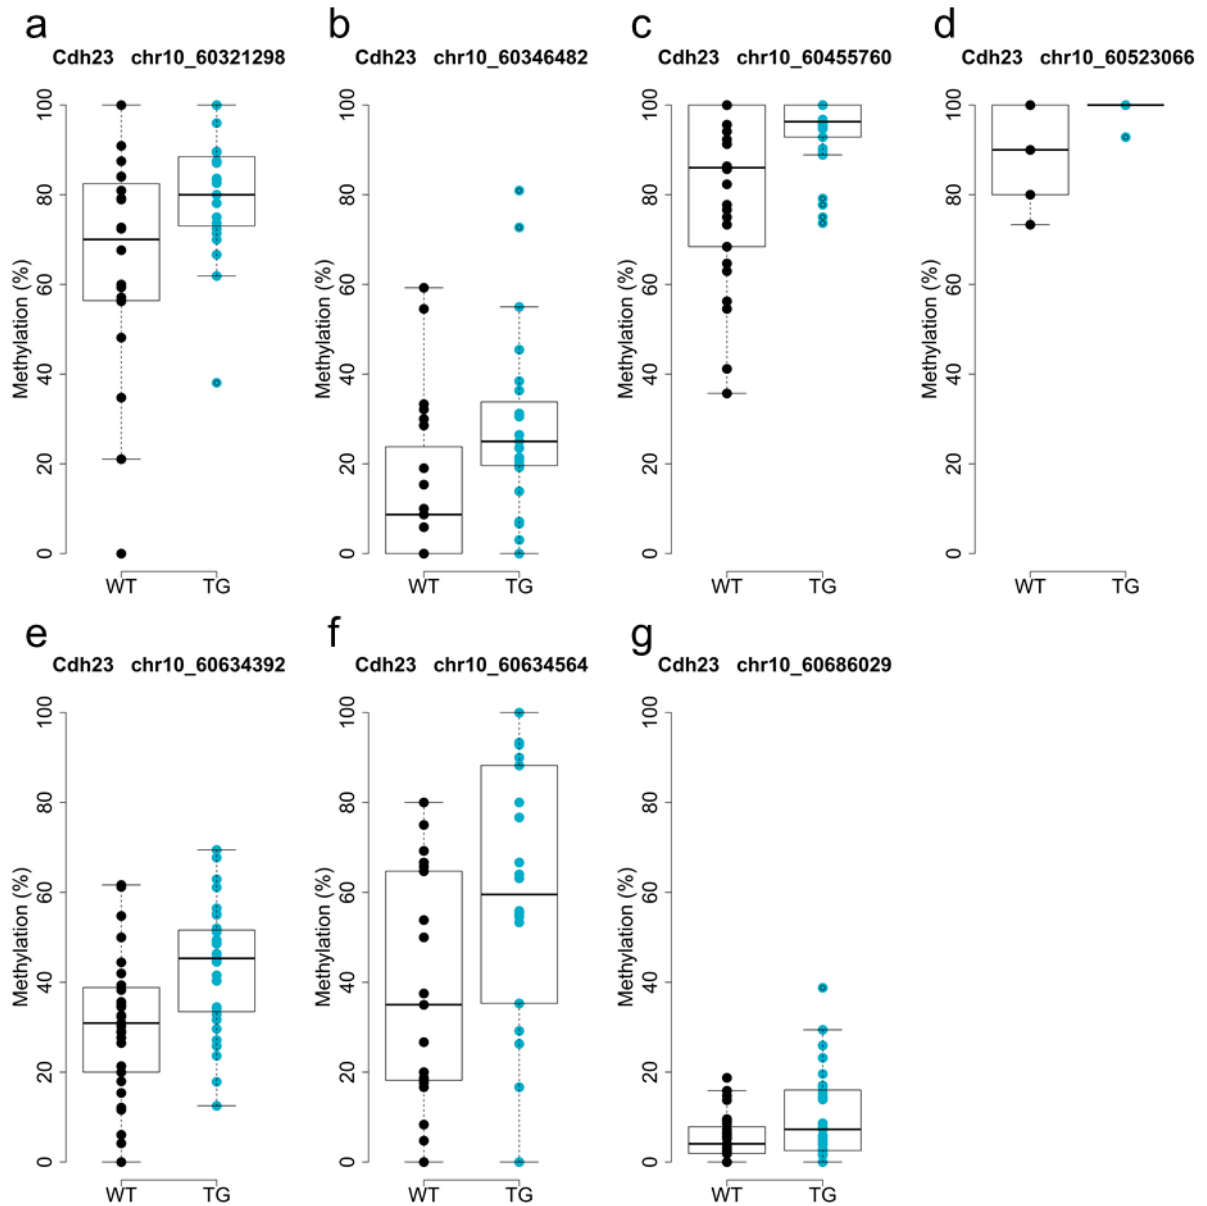 a
Cdh23 chr10_60321298
Methylation (%)
0 20 40 60 80 100
WT TG
b
Cdh23 chr10_60346482
Methylation (%)
0 20 40 60 80 100
WT TG
c
Cdh23 chr10_60455760
Methylation (%)
0 20 40 60 80 100
WT TG
d
Cdh23 chr10_60523066
Methylation (%)
0 20 40 60 80 100
WT TG
e
Cdh23 chr10_60634392
Methylation (%)
0 20 40 60 80 100
WT TG
f
Cdh23 chr10_60634564
Methylation (%)
0 20 40 60 80 100
WT TG
g
Cdh23 chr10_60686029
Methylation (%)
0 20 40 60 80 100
WT TG